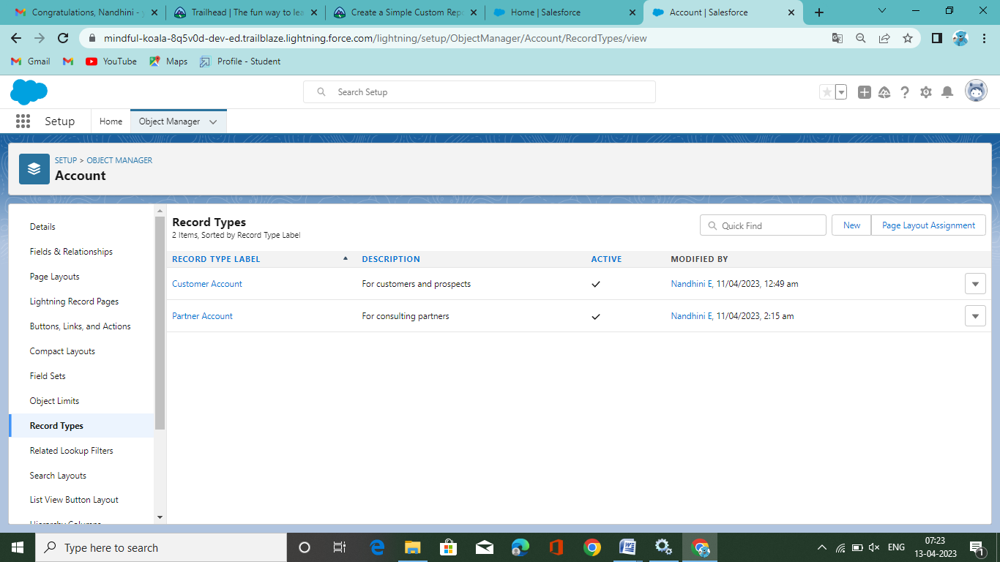 Congratulations, Nandhini -
Trailhead | The fun way to lea
Create a Simple Custom Repo
Home | Salesforce
Account | Salesforce
mindful-koala-8q5v0d-dev-ed.trailblaze.lightning.force.com/lightning/setup/ObjectManager/Account/RecordTypes/view
Gmail
YouTube
Maps
Profile - Student
Search Setup
Setup
Home
Object Manager
SETUP > OBJECT MANAGER
Account
Details
Fields & Relationships
Page Layouts
Lightning Record Pages
Buttons, Links, and Actions
Compact Layouts
Field Sets
Object Limits
Record Types
Related Lookup Filters
Search Layouts
List View Button Layout
Hierarchy Columns
Record Types
2 Items, Sorted by Record Type Label
Quick Find
New
Page Layout Assignment
RECORD TYPE LABEL DESCRIPTION ACTIVE MODIFIED BY
Customer Account For customers and prospects Nandhini E, 11/04/2023, 12:49 am
Partner Account For consulting partners Nandhini E, 11/04/2023, 2:15 am
Type here to search
ENG
07:23
13-04-2023
1